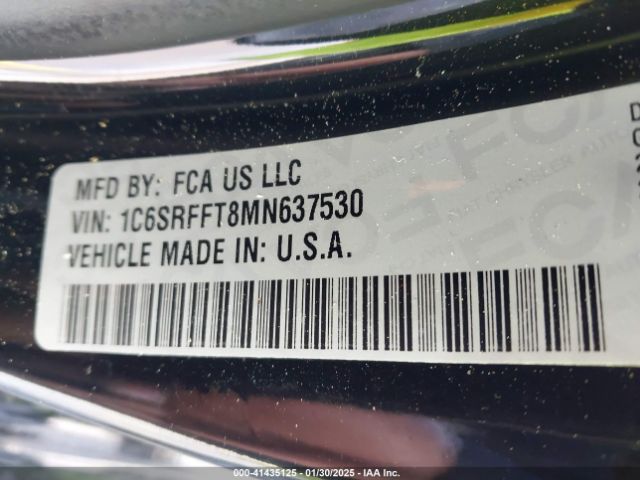 MFD BY: FCA US LLC
VIN: 1C6SRFFT8MN637530
VEHICLE MADE IN: U.S.A.
000-41435125 - 01/30/2025 - IAA Inc.